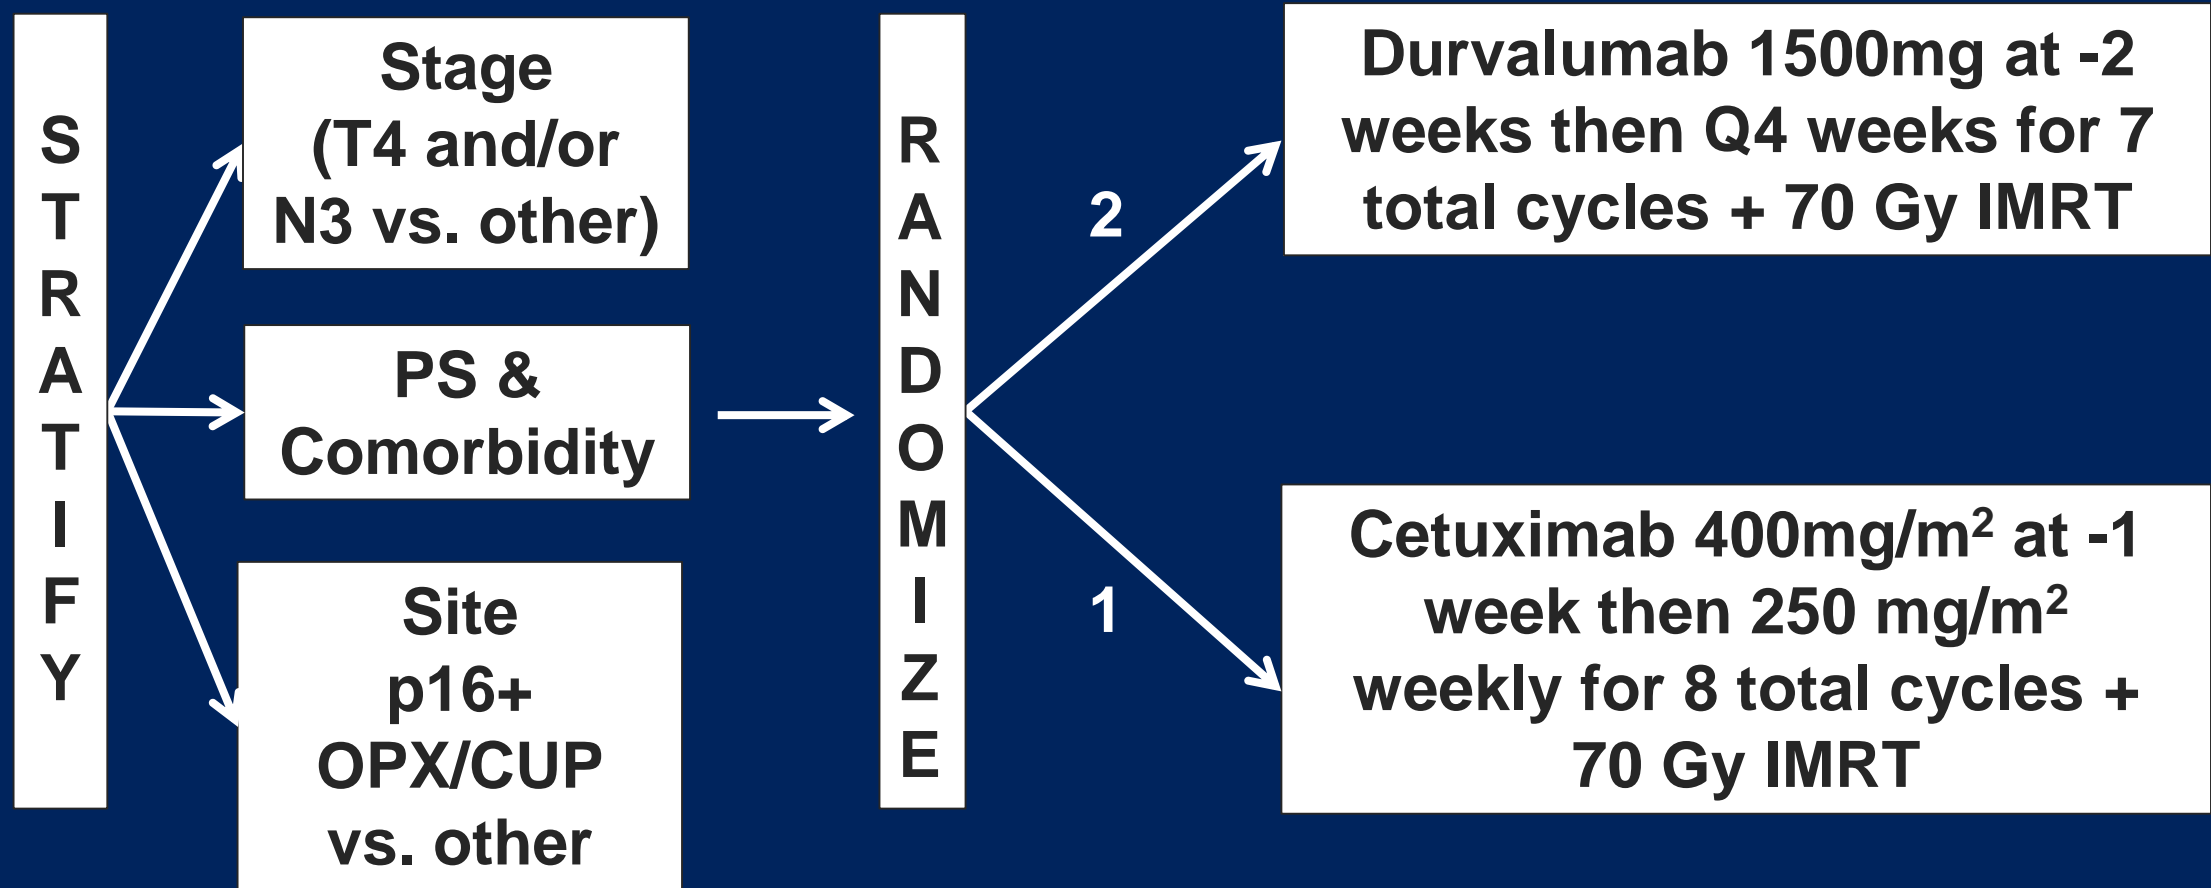 STRATIFY
Stage
(T4 and/or
N3 vs. other)
PS &
Comorbidity
Site
p16+
OPX/CUP
vs. other
RANDOMIZE
2
1
Durvalumab 1500mg at -2
weeks then Q4 weeks for 7
total cycles + 70 Gy IMRT
Cetuximab 400mg/m² at -1
week then 250 mg/m²
weekly for 8 total cycles +
70 Gy IMRT